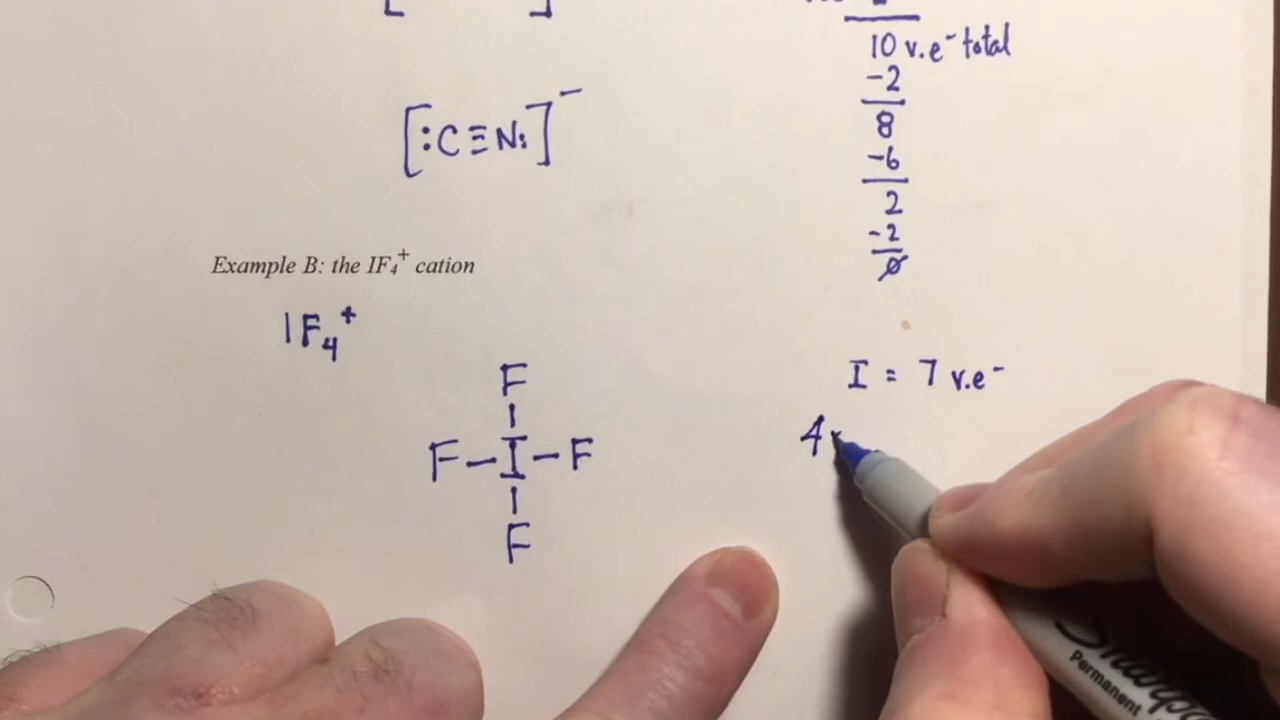 10 v.e⁻ total
-2
8
[:C≡N:]⁻
-6
2
-2
0
Example B: the IF₄⁺ cation
IF₄⁺
I = 7 v.e⁻
F
4
F-I-F
F
Sharpie
Permanent